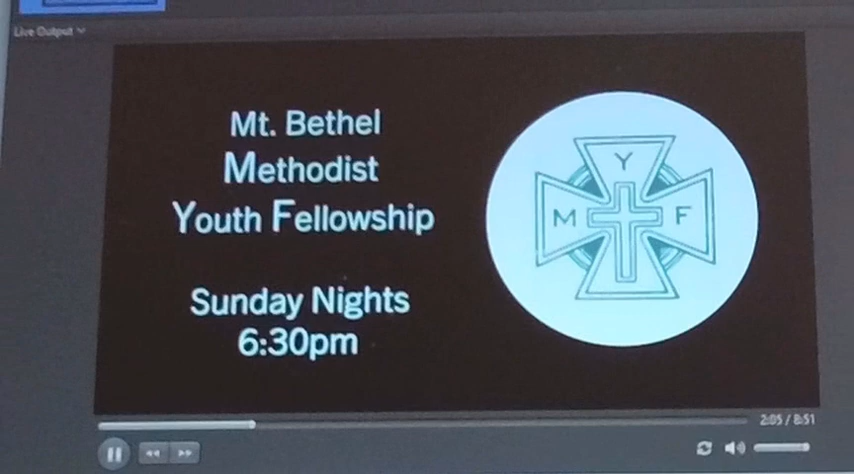 Live Output
Mt. Bethel
Methodist
Youth Fellowship
Sunday Nights
6:30pm
Y
M F
2:05 / 8:51